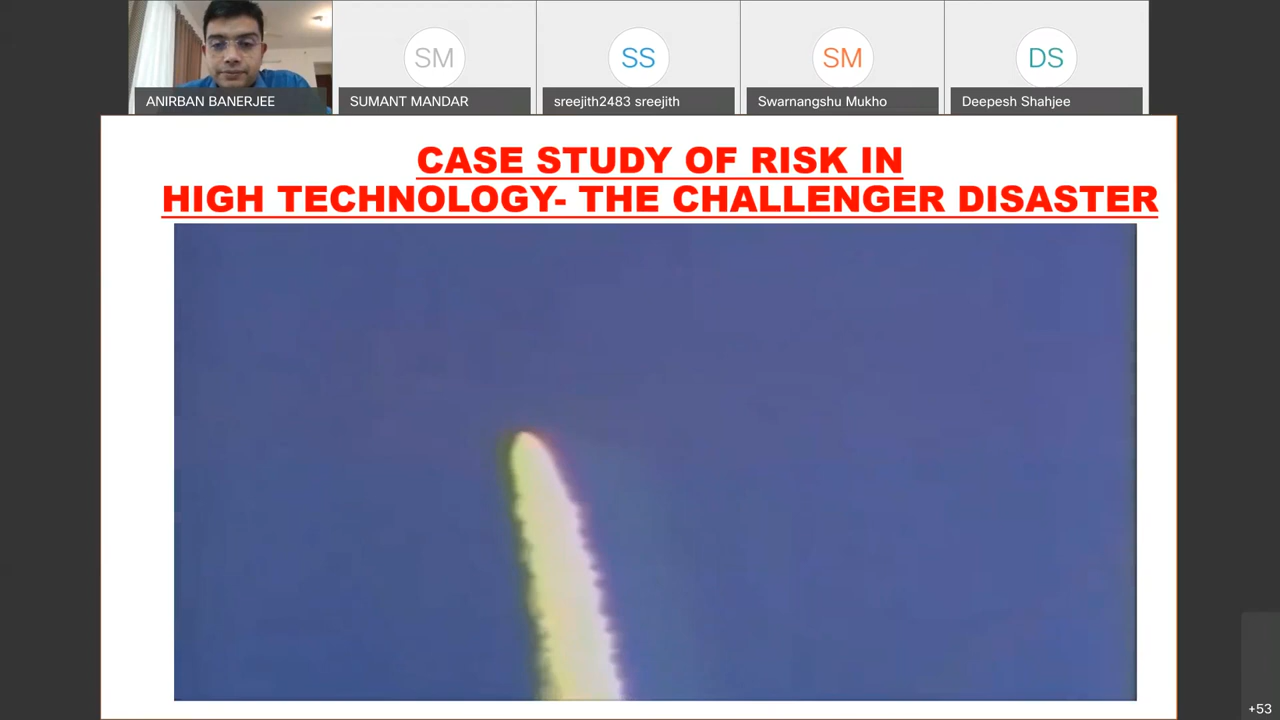 SM
SS
SM
DS
ANIRBAN BANERJEE
SUMANT MANDAR
sreejith2483 sreejith
Swarnangshu Mukho
Deepesh Shahjee
CASE STUDY OF RISK IN
HIGH TECHNOLOGY- THE CHALLENGER DISASTER
+53